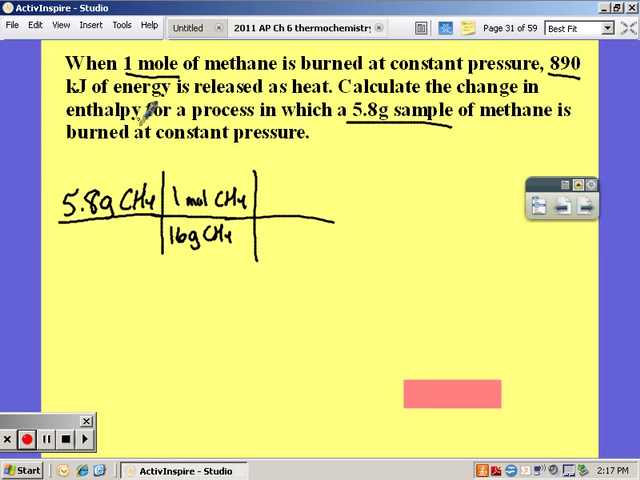 ActivInspire - Studio
File Edit View Insert Tools Help
Untitled 2011 AP Ch 6 thermochemistry
Page 31 of 59
Best Fit
When 1 mole of methane is burned at constant pressure, 890
kJ of energy is released as heat. Calculate the change in
enthalpy for a process in which a 5.8g sample of methane is
burned at constant pressure.
5.8g CH4 1 mol CH4
16g CH4
Start
ActivInspire - Studio
2:17 PM